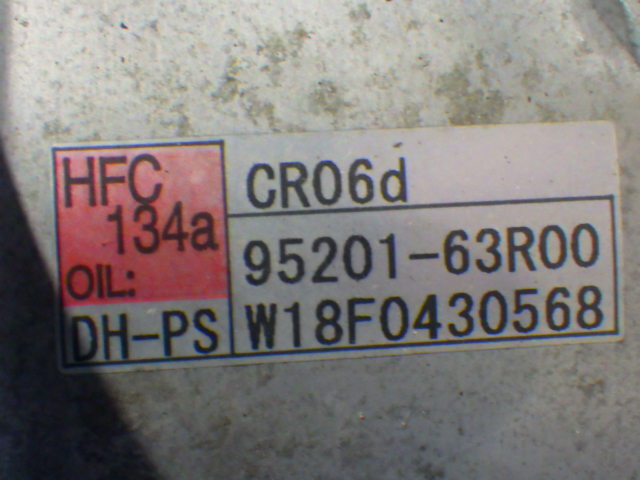 HFC
134a
OIL:
DH-PS
CR06d
95201-63R00
W18F0430568